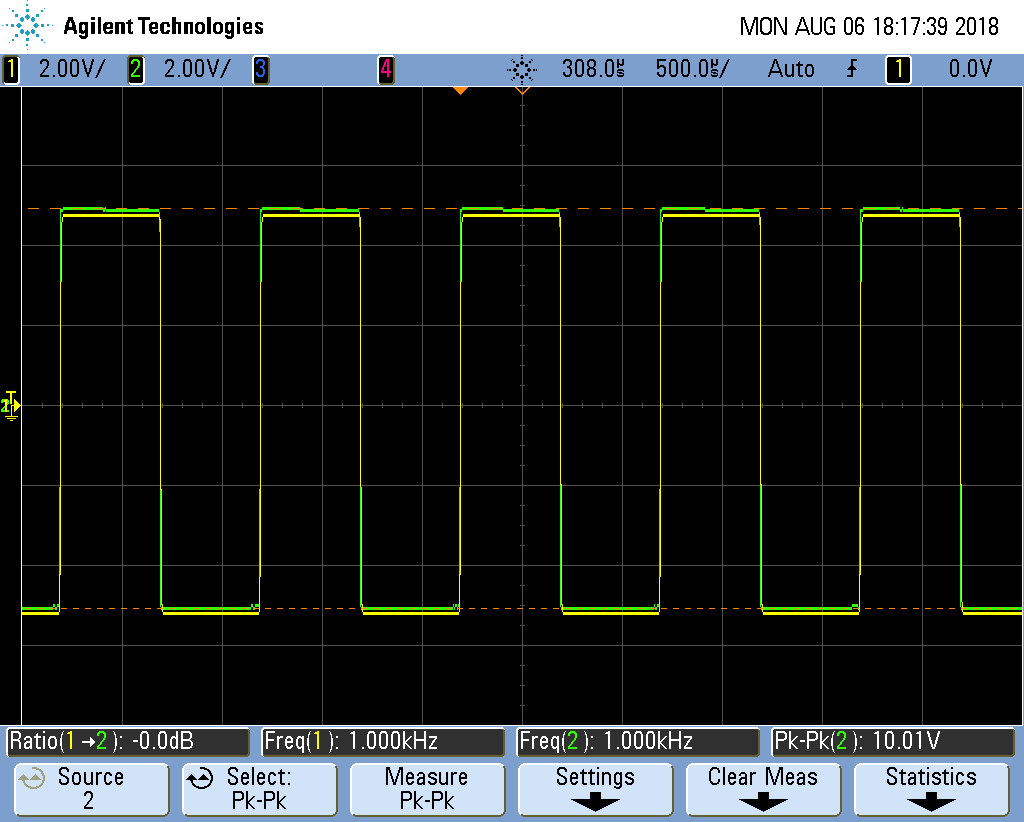 Agilent Technologies MON AUG 06 18:17:39 2018
1 2.00V/ 2 2.00V/ 3 4 308.0µs 500.0µs/ Auto 1 0.0V
Ratio(1→2): -0.0dB Freq(1): 1.000kHz Freq(2): 1.000kHz Pk-Pk(2): 10.01V
Source Select: Measure Settings Clear Meas Statistics
2 Pk-Pk Pk-Pk